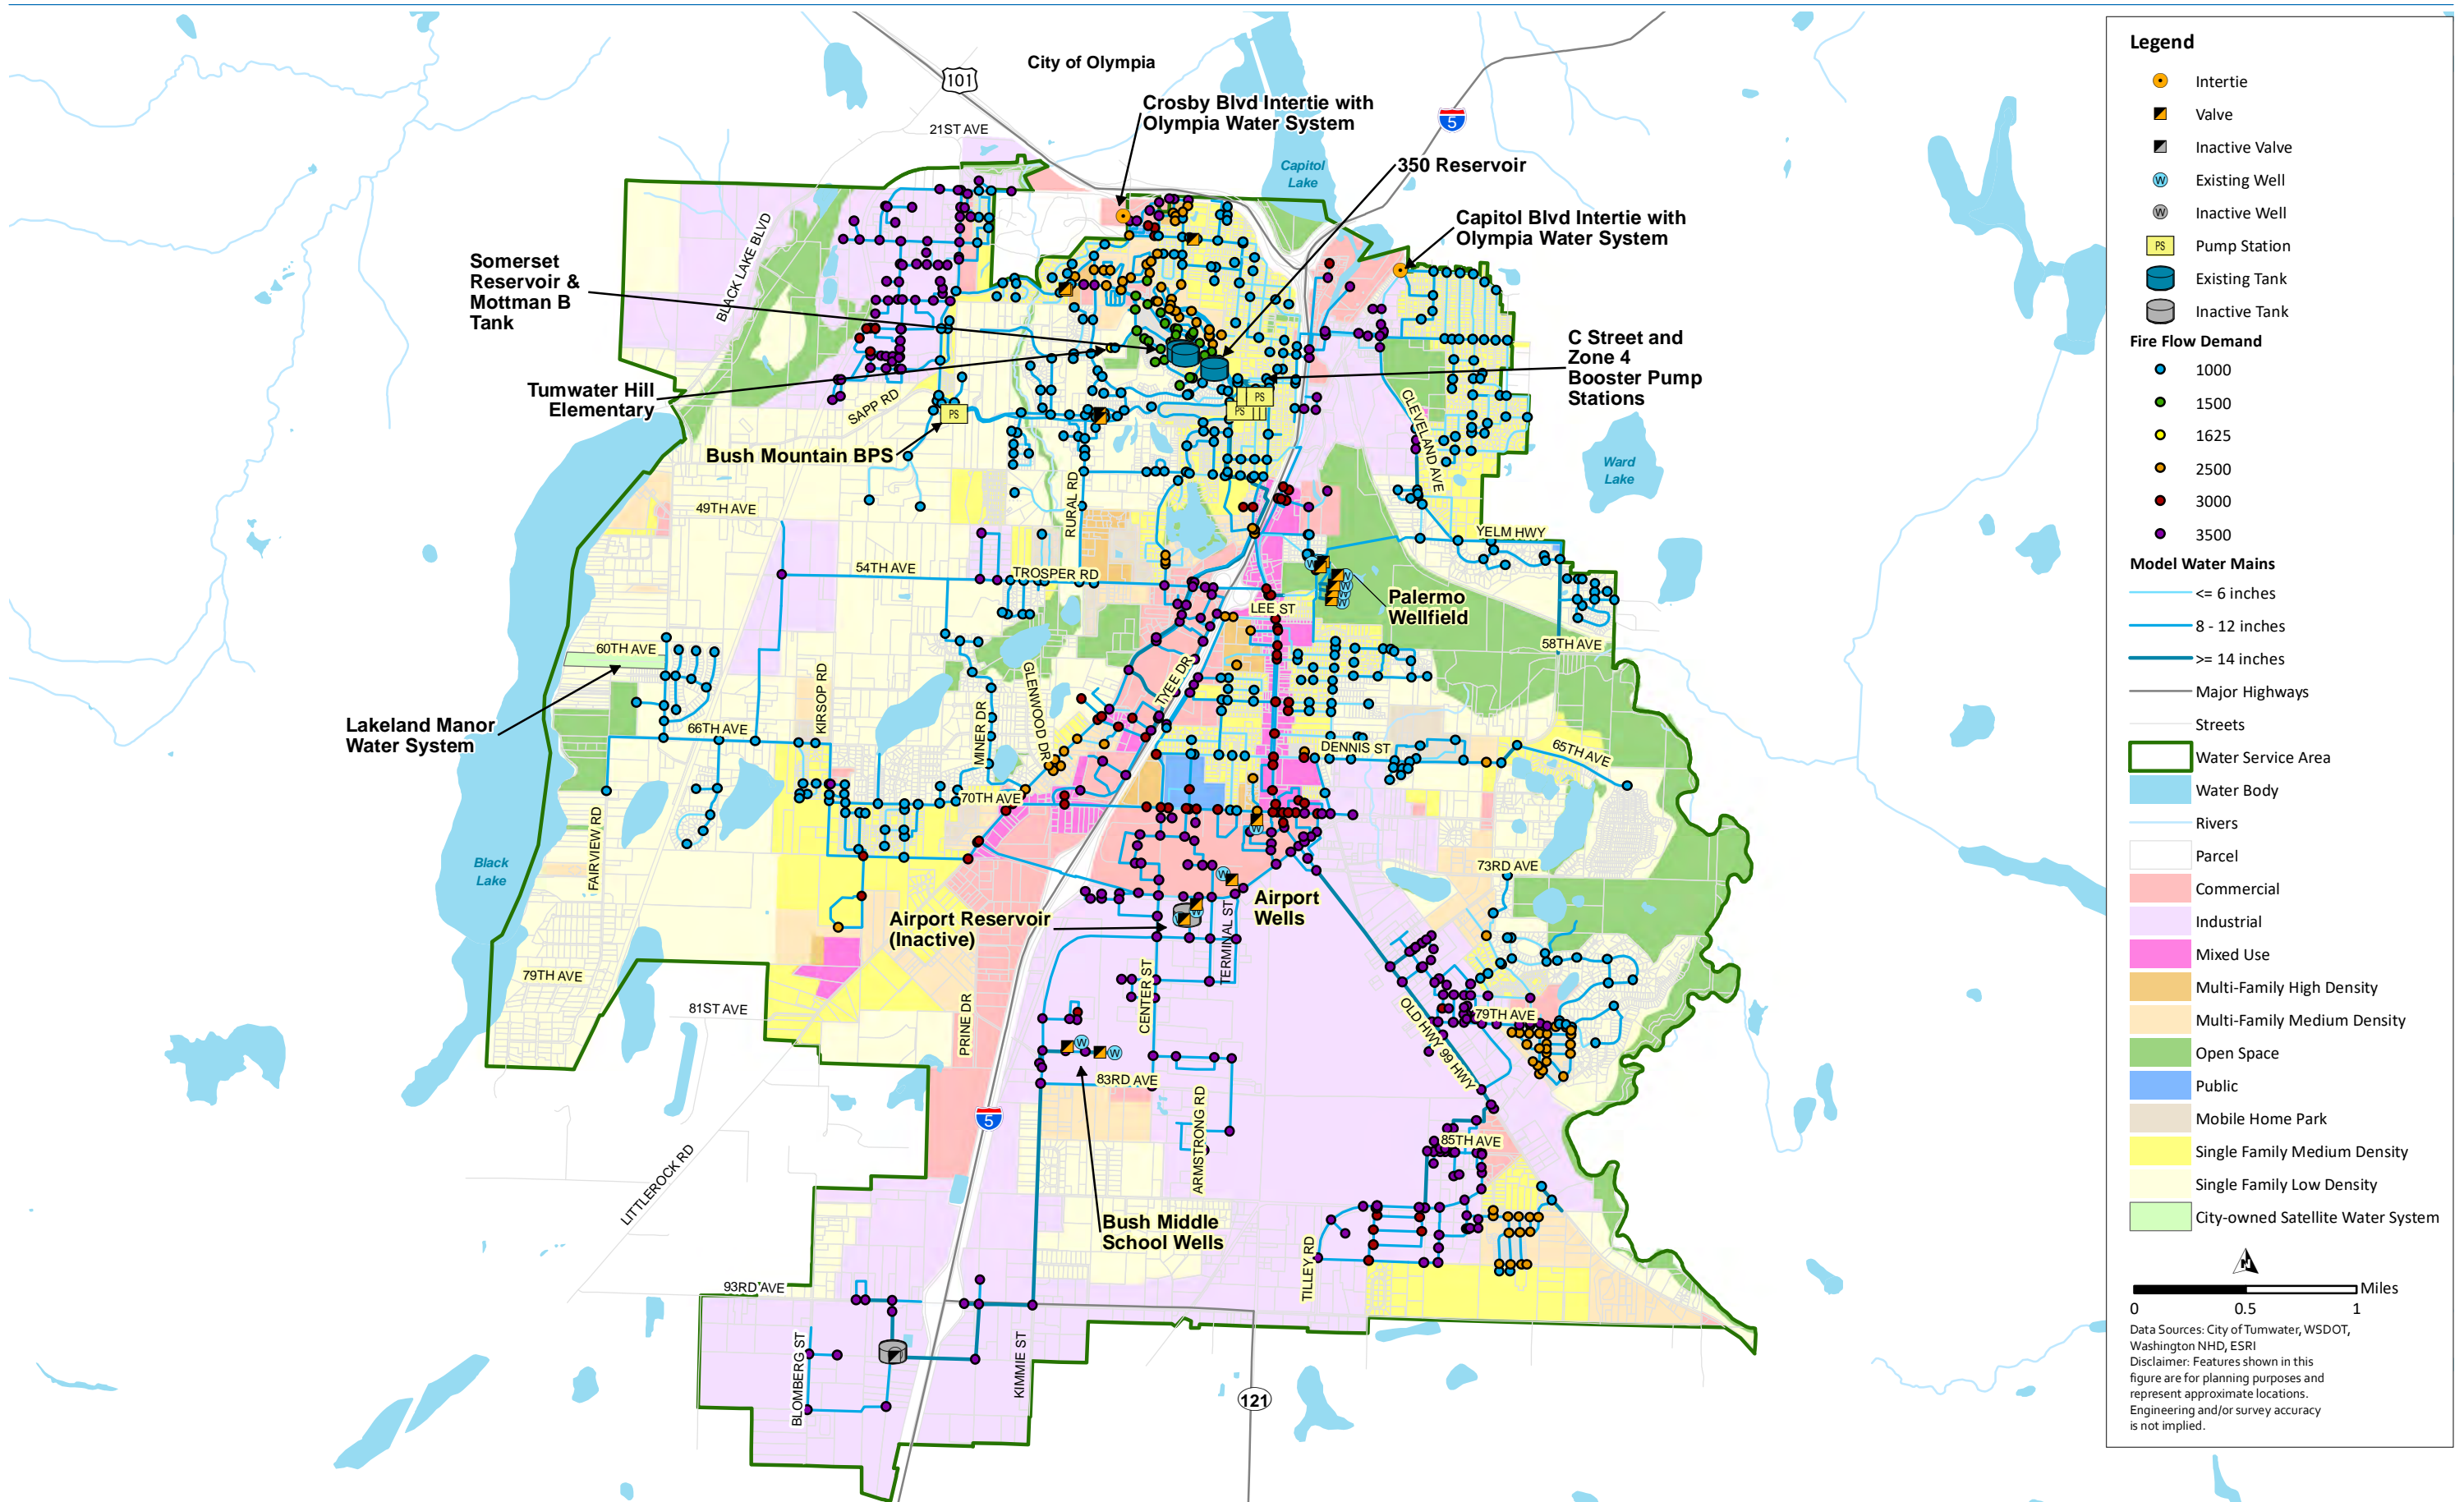 City of Olympia
101
Crosby Blvd Intertie with
Olympia Water System
5
21ST AVE
Capitol
Lake
350 Reservoir
BLACK LAKE BLVD
Capitol Blvd Intertie with
Olympia Water System
Somerset
Reservoir &
Mottman B
Tank
C Street and
Zone 4
Booster Pump
Stations
Tumwater Hill
Elementary
SAPP RD
PS
PS
PS
CLEVELAND AVE
Bush Mountain BPS
Ward
Lake
RURAL RD
49TH AVE
YELM HWY
54TH AVE
TROSPER RD
W
W
W
W
W
Palermo
Wellfield
LEE ST
58TH AVE
60TH AVE
KIRSOP RD
GLENWOOD DR
TYEE DR
MINER DR
Lakeland Manor
Water System
66TH AVE
DENNIS ST
65TH AVE
70TH AVE
FAIRVIEW RD
W
Black
Lake
73RD AVE
W
Airport
Wells
Airport Reservoir
(Inactive)
W
W
TERMINAL ST
79TH AVE
CENTER ST
81ST AVE
PRINE DR
OLD HWY 99 HWY
79TH AVE
W
W
83RD AVE
5
ARMSTRONG RD
85TH AVE
LITTLEROCK RD
Bush Middle
School Wells
TILLEY RD
93RD AVE
BLOMBERG ST
KIMMIE ST
121
Legend
Intertie
Valve
Inactive Valve
W Existing Well
W Inactive Well
PS Pump Station
Existing Tank
Inactive Tank
Fire Flow Demand
1000
1500
1625
2500
3000
3500
Model Water Mains
<= 6 inches
8 - 12 inches
>= 14 inches
Major Highways
Streets
Water Service Area
Water Body
Rivers
Parcel
Commercial
Industrial
Mixed Use
Multi-Family High Density
Multi-Family Medium Density
Open Space
Public
Mobile Home Park
Single Family Medium Density
Single Family Low Density
City-owned Satellite Water System
Miles
0 0.5 1
Data Sources: City of Tumwater, WSDOT,
Washington NHD, ESRI
Disclaimer: Features shown in this
figure are for planning purposes and
represent approximate locations.
Engineering and/or survey accuracy
is not implied.